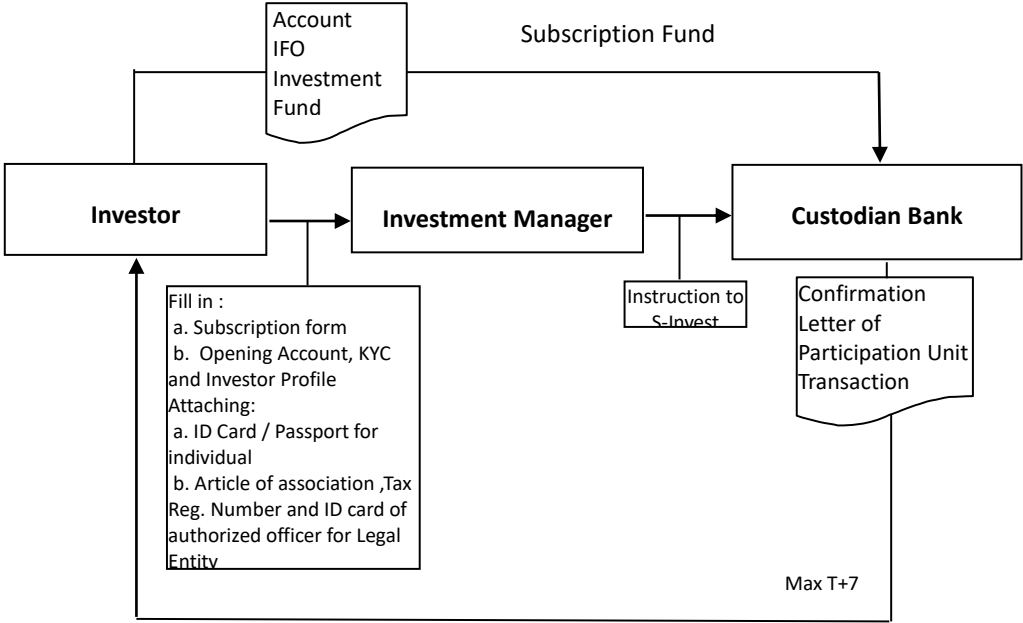 Account
IFO
Investment
Fund
Subscription Fund
Investor
Investment Manager
Custodian Bank
Fill in :
a. Subscription form
b. Opening Account, KYC
and Investor Profile
Attaching:
a. ID Card / Passport for
individual
b. Article of association ,Tax
Reg. Number and ID card of
authorized officer for Legal
Entity
Instruction to
S-Invest
Confirmation
Letter of
Participation Unit
Transaction
Max T+7